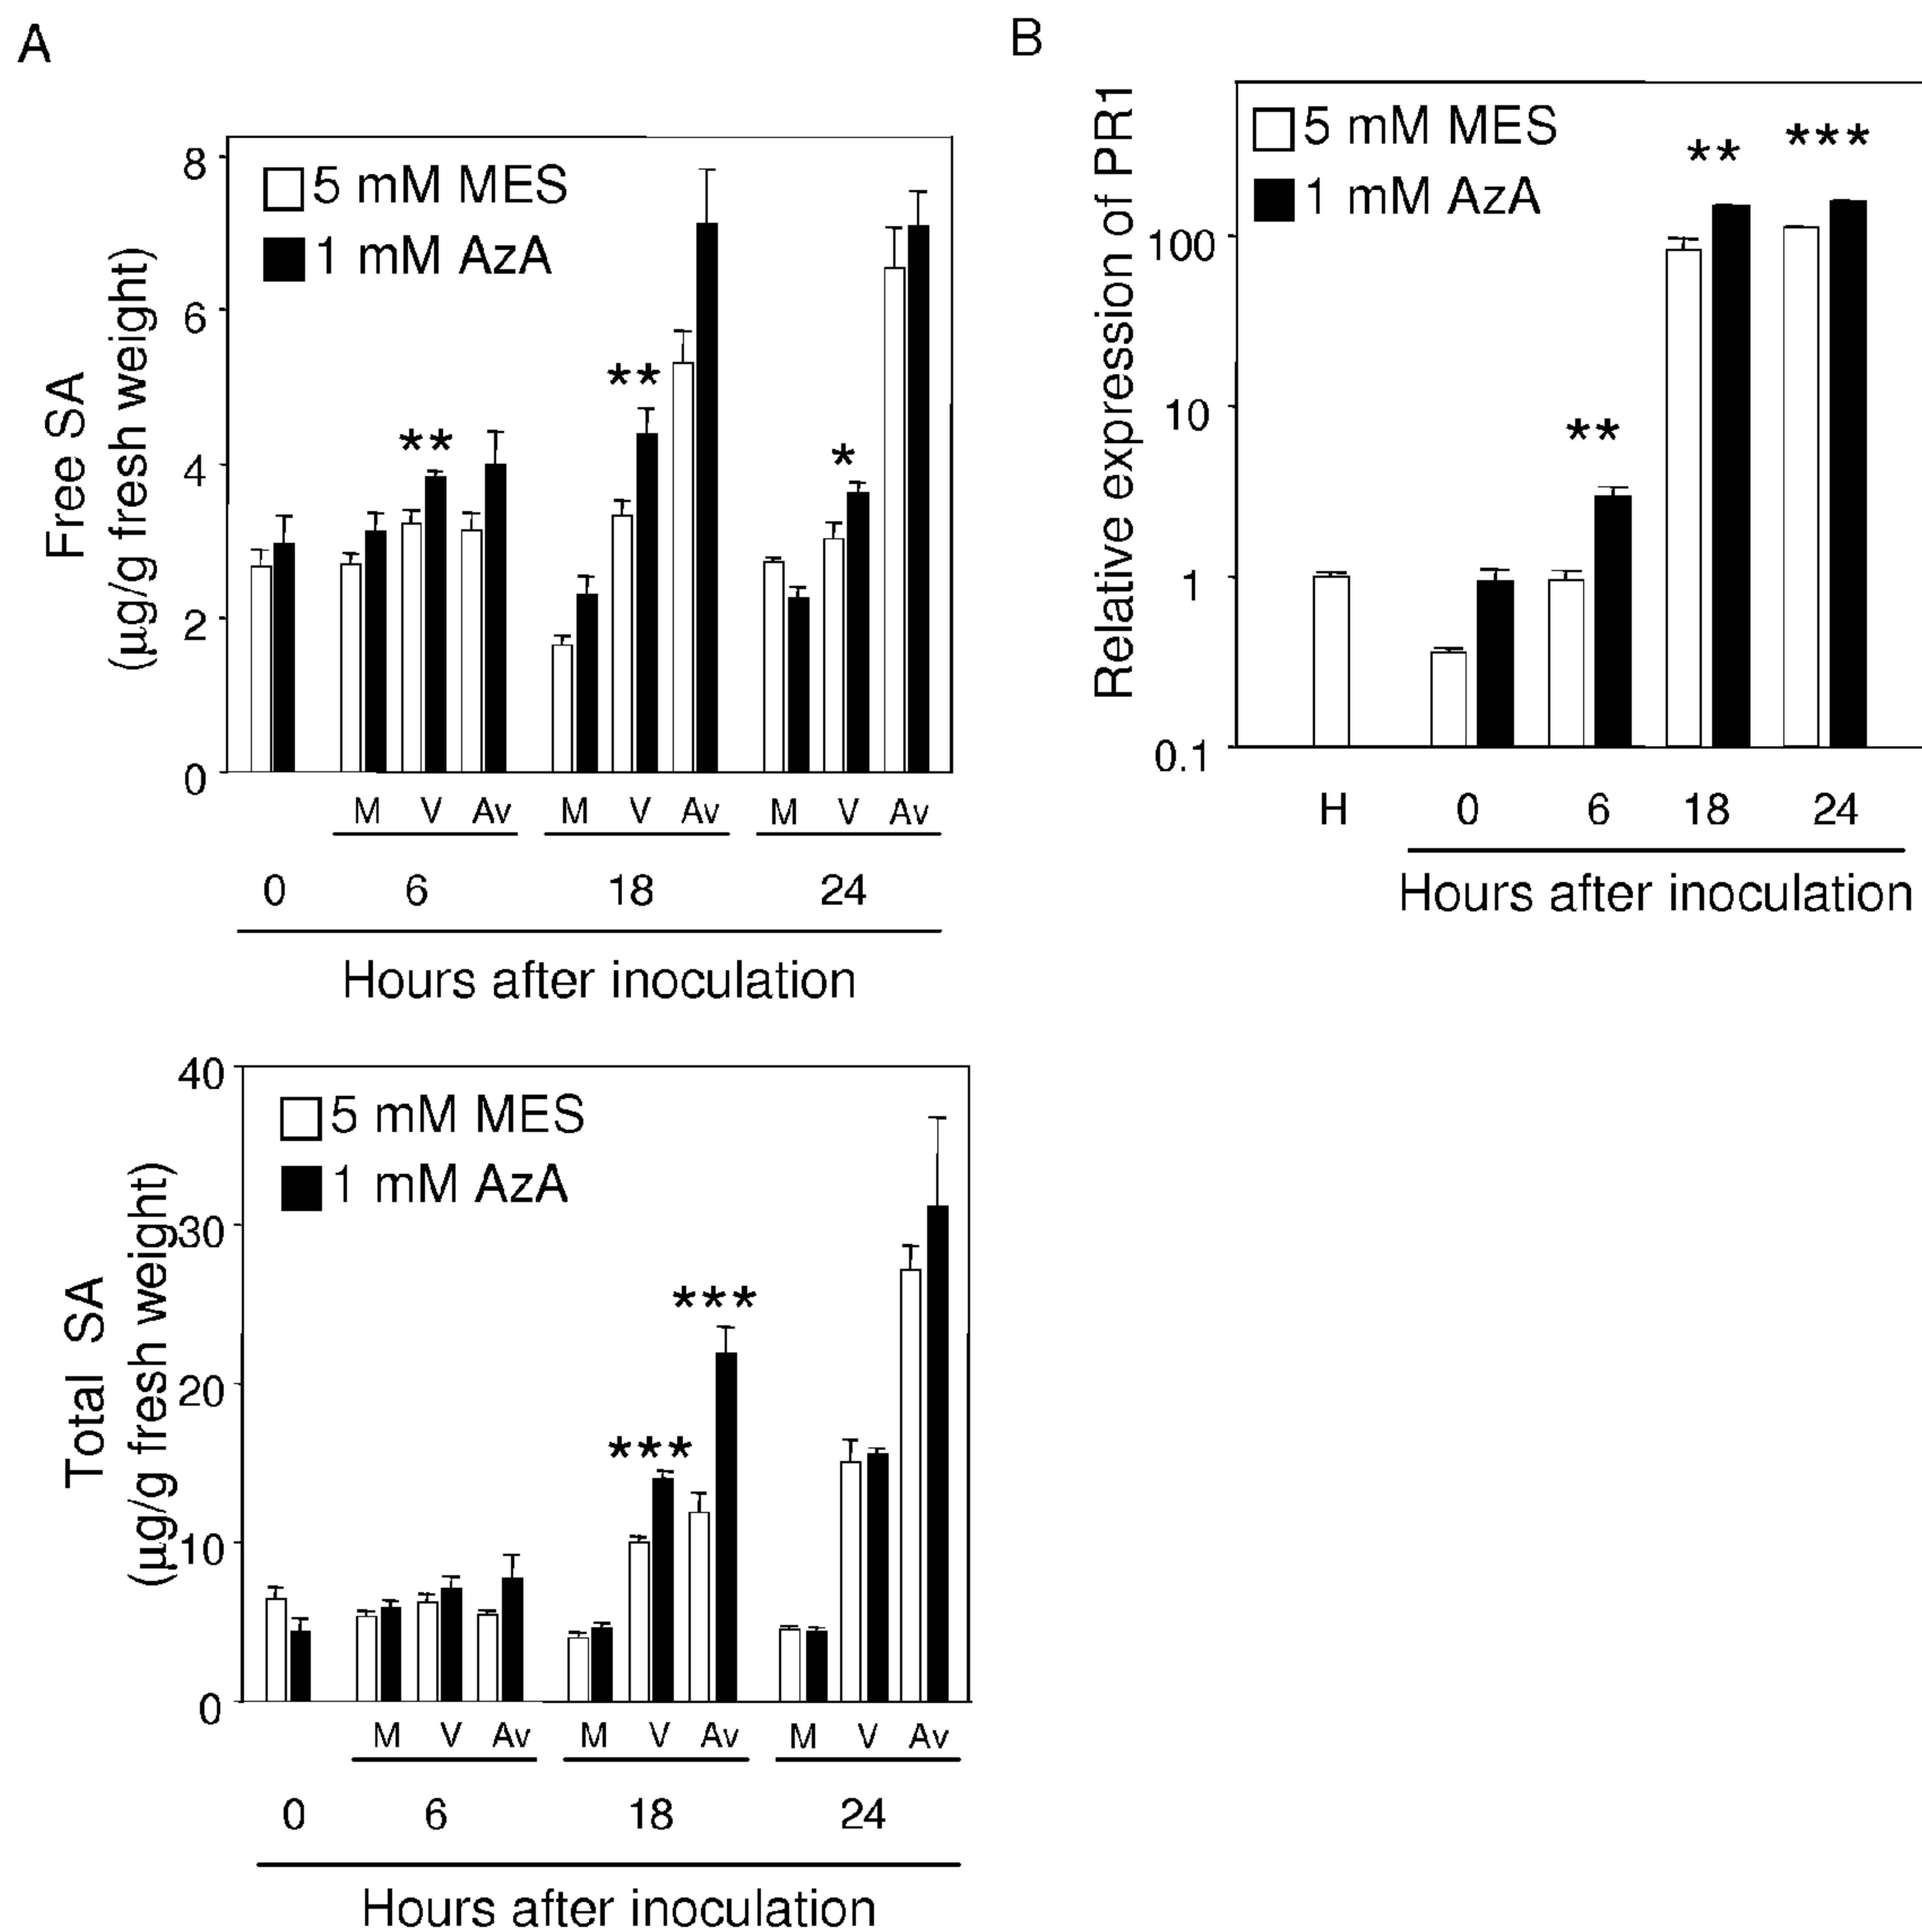 A
5 mM MES
1 mM AzA
Free SA
(µg/g fresh weight)
8
6
4
2
0
** ** *
M V Av M V Av M V Av
0 6 18 24
Hours after inoculation
B
5 mM MES
1 mM AzA
Relative expression of PR1
100
10
1
0.1
** ** ***
H 0 6 18 24
Hours after inoculation
5 mM MES
1 mM AzA
Total SA
(µg/g fresh weight)
40
30
20
10
0
*** ***
M V Av M V Av M V Av
0 6 18 24
Hours after inoculation